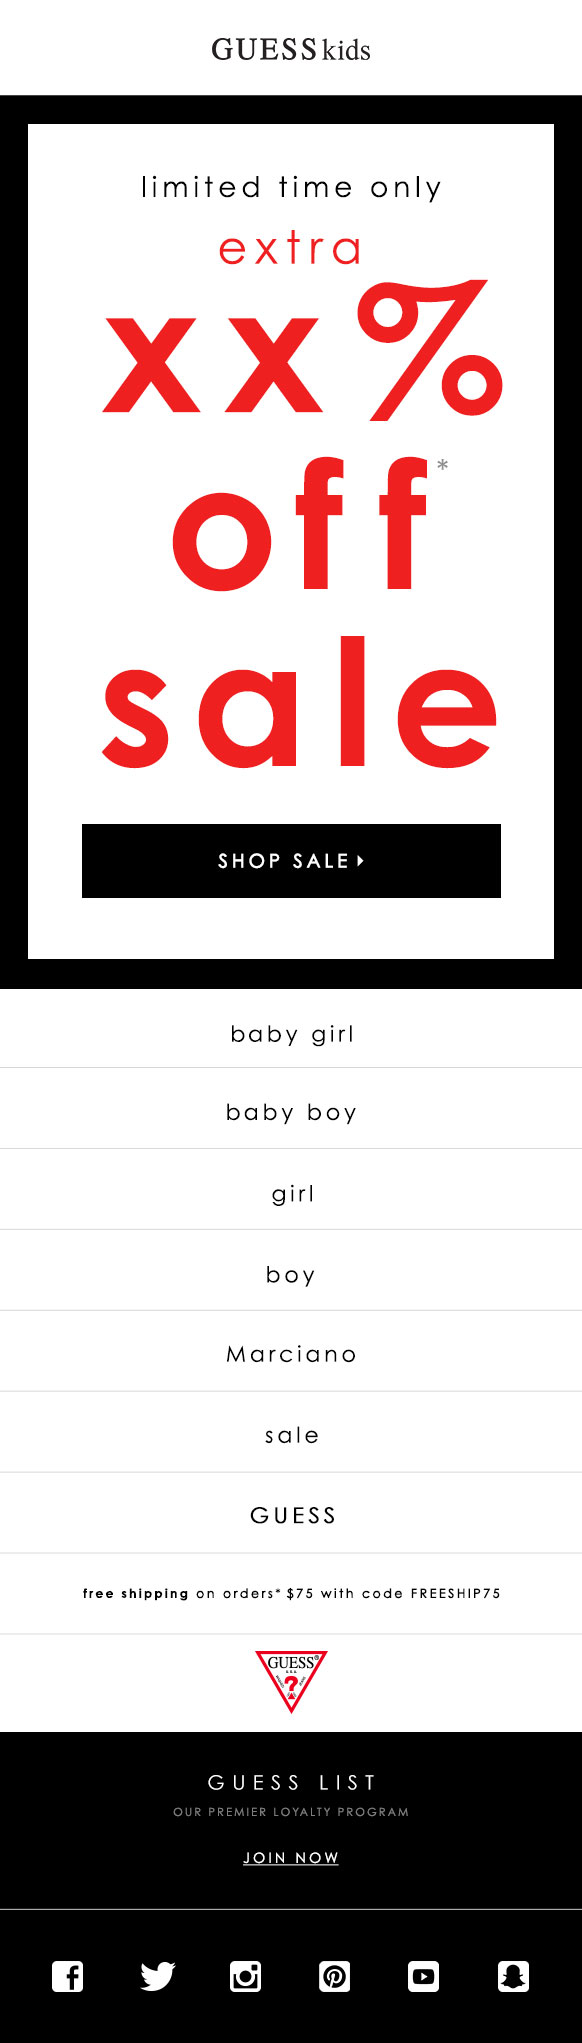 GUESS kids
limited time only
extra
xx%
off*
sale
SHOP SALE
baby girl
baby boy
girl
boy
Marciano
sale
GUESS
free shipping on orders* $75 with code FREESHIP75
GUESS®
U.S.A.
?
GUESS LIST
OUR PREMIER LOYALTY PROGRAM
JOIN NOW